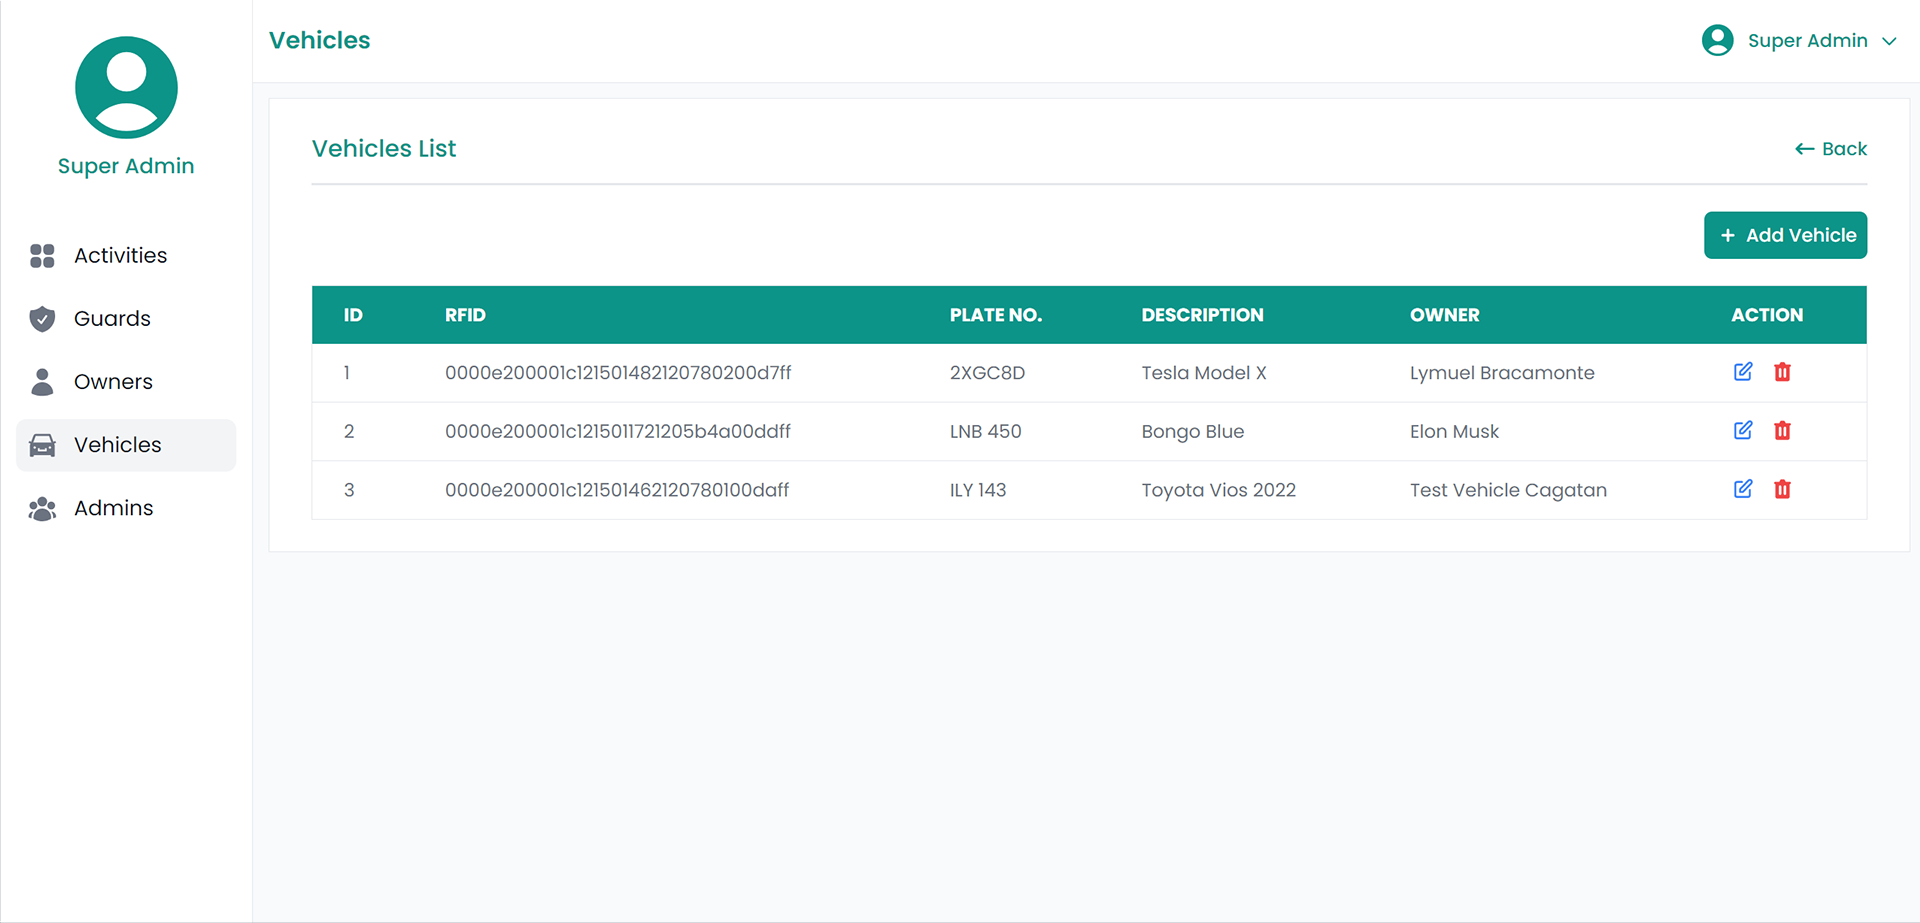 Super Admin
Activities
Guards
Owners
Vehicles
Admins
Vehicles
Super Admin
Vehicles List
← Back
+ Add Vehicle
ID RFID PLATE NO. DESCRIPTION OWNER ACTION
1 0000e200001c121501482120780200d7ff 2XGC8D Tesla Model X Lymuel Bracamonte
2 0000e200001c1215011721205b4a00ddff LNB 450 Bongo Blue Elon Musk
3 0000e200001c121501462120780100daff ILY 143 Toyota Vios 2022 Test Vehicle Cagatan